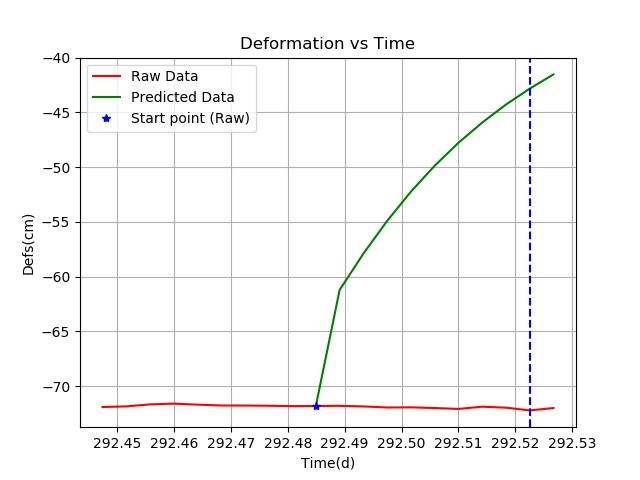 Deformation vs Time
Raw Data
Predicted Data
Start point (Raw)
−40
−45
−50
−55
−60
−65
−70
Defs(cm)
292.45 292.46 292.47 292.48 292.49 292.50 292.51 292.52 292.53
Time(d)